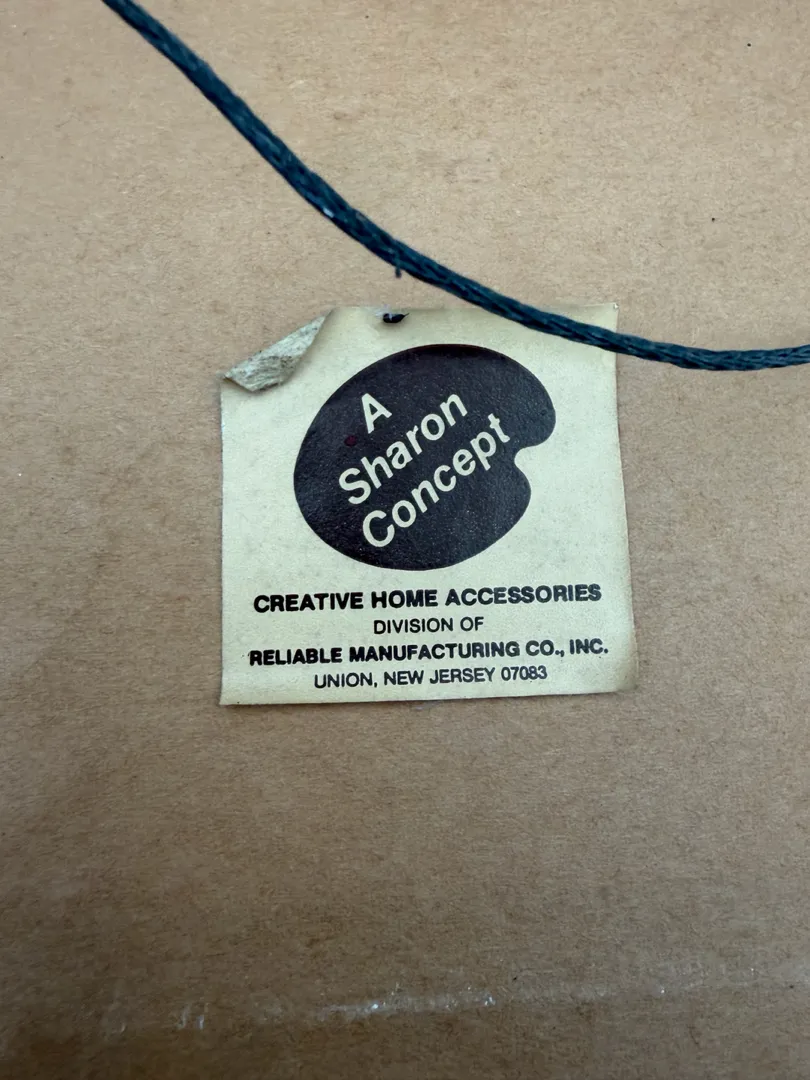 A
Sharon
Concept
CREATIVE HOME ACCESSORIES
DIVISION OF
RELIABLE MANUFACTURING CO., INC.
UNION, NEW JERSEY 07083